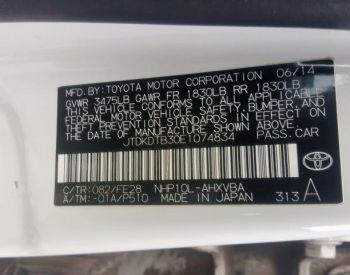 MFD.BY: TOYOTA MOTOR CORPORATION 06/14
GVWR 3475LB GAWR FR 1830LB RR 1830LB
THIS VEHICLE CONFORMS TO ALL APPLICABLE
FEDERAL MOTOR VEHICLE SAFETY, BUMPER, AND
THEFT PREVENTION STANDARDS IN EFFECT ON
THE DATE OF MANUFACTURE SHOWN ABOVE.
JTDKDTB30E1074834 PASS. CAR
C/TR: 082/FE28 NHP10L-AHXVBA
A/TM: -01A/P510 MADE IN JAPAN 313 A
TOYOTA